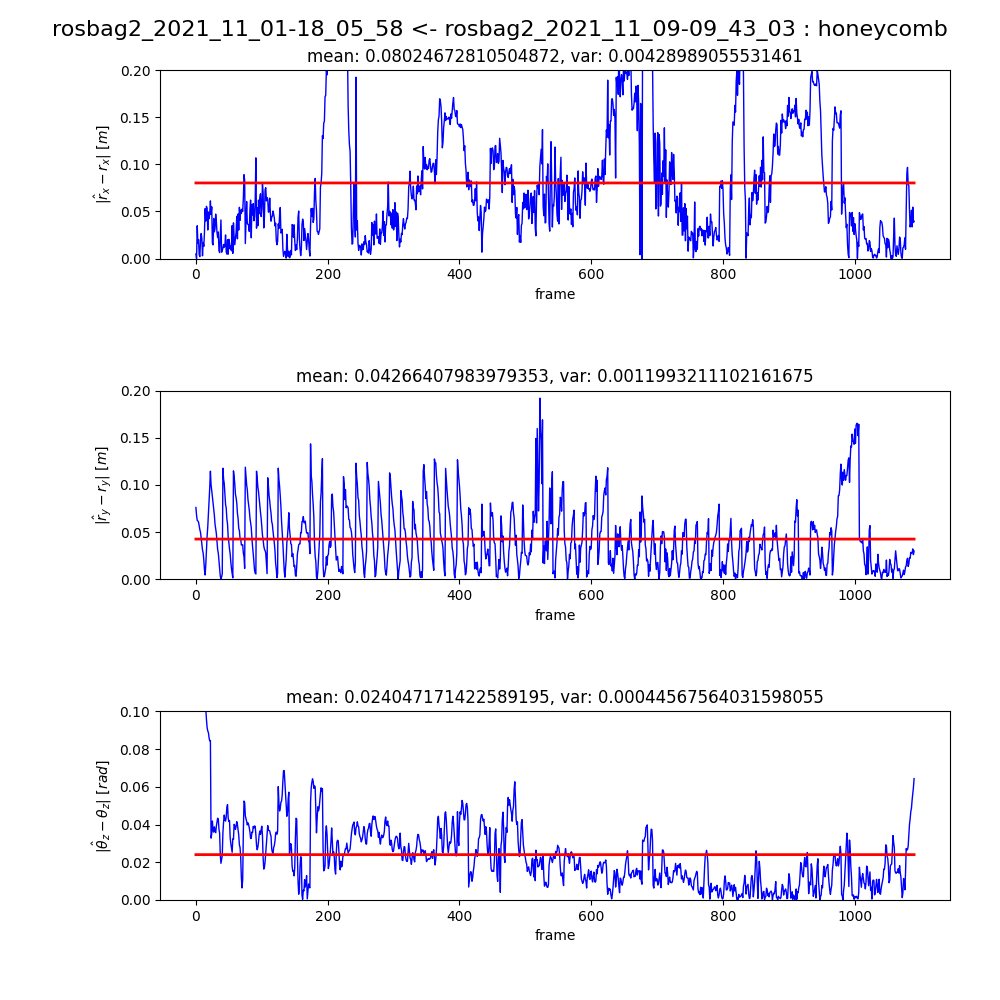 rosbag2_2021_11_01-18_05_58 <- rosbag2_2021_11_09-09_43_03 : honeycomb
mean: 0.08024672810504872, var: 0.00428989055531461
0.20
0.15
0.10
0.05
0.00
|r̂x − rx| [m]
0 200 400 600 800 1000
frame
mean: 0.04266407983979353, var: 0.0011993211102161675
0.20
0.15
0.10
0.05
0.00
|r̂y − ry| [m]
0 200 400 600 800 1000
frame
mean: 0.024047171422589195, var: 0.00044567564031598055
0.10
0.08
0.06
0.04
0.02
0.00
|θ̂z − θz| [rad]
0 200 400 600 800 1000
frame